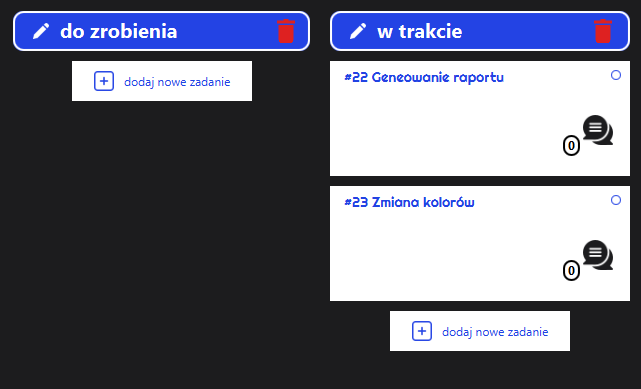 do zrobienia
dodaj nowe zadanie
w trakcie
#22 Geneowanie raportu
0
#23 Zmiana kolorów
0
dodaj nowe zadanie